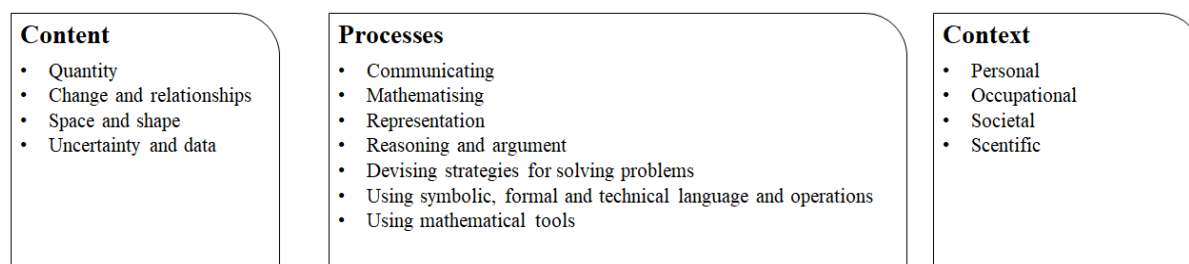 Content
• Quantity
• Change and relationships
• Space and shape
• Uncertainty and data
Processes
• Communicating
• Mathematising
• Representation
• Reasoning and argument
• Devising strategies for solving problems
• Using symbolic, formal and technical language and operations
• Using mathematical tools
Context
• Personal
• Occupational
• Societal
• Scentific